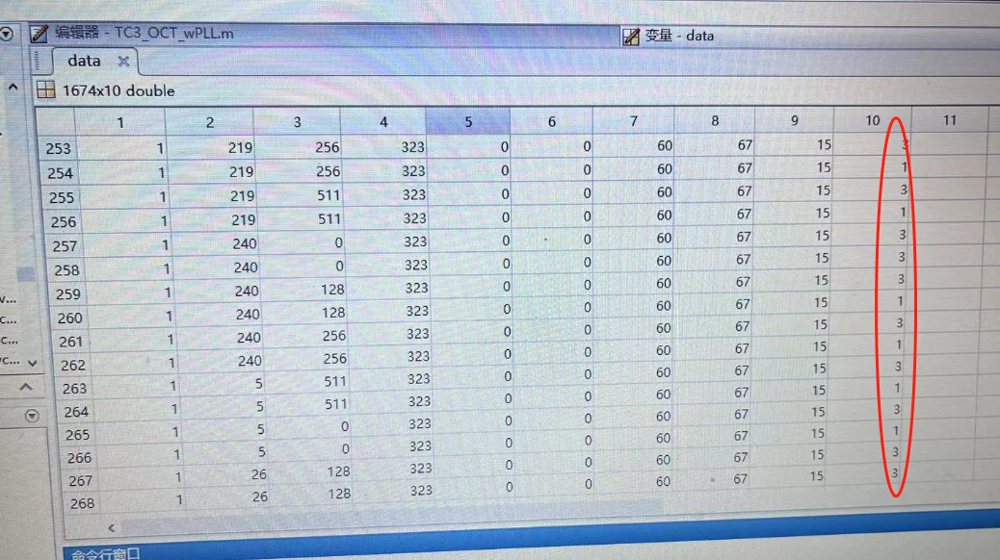 编辑器 - TC3_OCT_wPLL.m
变量 - data
data
1674x10 double
1 2 3 4 5 6 7 8 9 10 11
253 1 219 256 323 0 0 60 67 15 3
254 1 219 256 323 0 0 60 67 15 1
255 1 219 511 323 0 0 60 67 15 3
256 1 219 511 323 0 0 60 67 15 1
257 1 240 0 323 0 0 60 67 15 3
258 1 240 0 323 0 0 60 67 15 3
259 1 240 128 323 0 0 60 67 15 3
260 1 240 128 323 0 0 60 67 15 1
261 1 240 256 323 0 0 60 67 15 3
262 1 240 256 323 0 0 60 67 15 1
263 1 5 511 323 0 0 60 67 15 3
264 1 5 511 323 0 0 60 67 15 1
265 1 5 0 323 0 0 60 67 15 3
266 1 5 0 323 0 0 60 67 15 1
267 1 26 128 323 0 0 60 67 15 3
268 1 26 128 323 0 0 60 67 15 3
命令行窗口